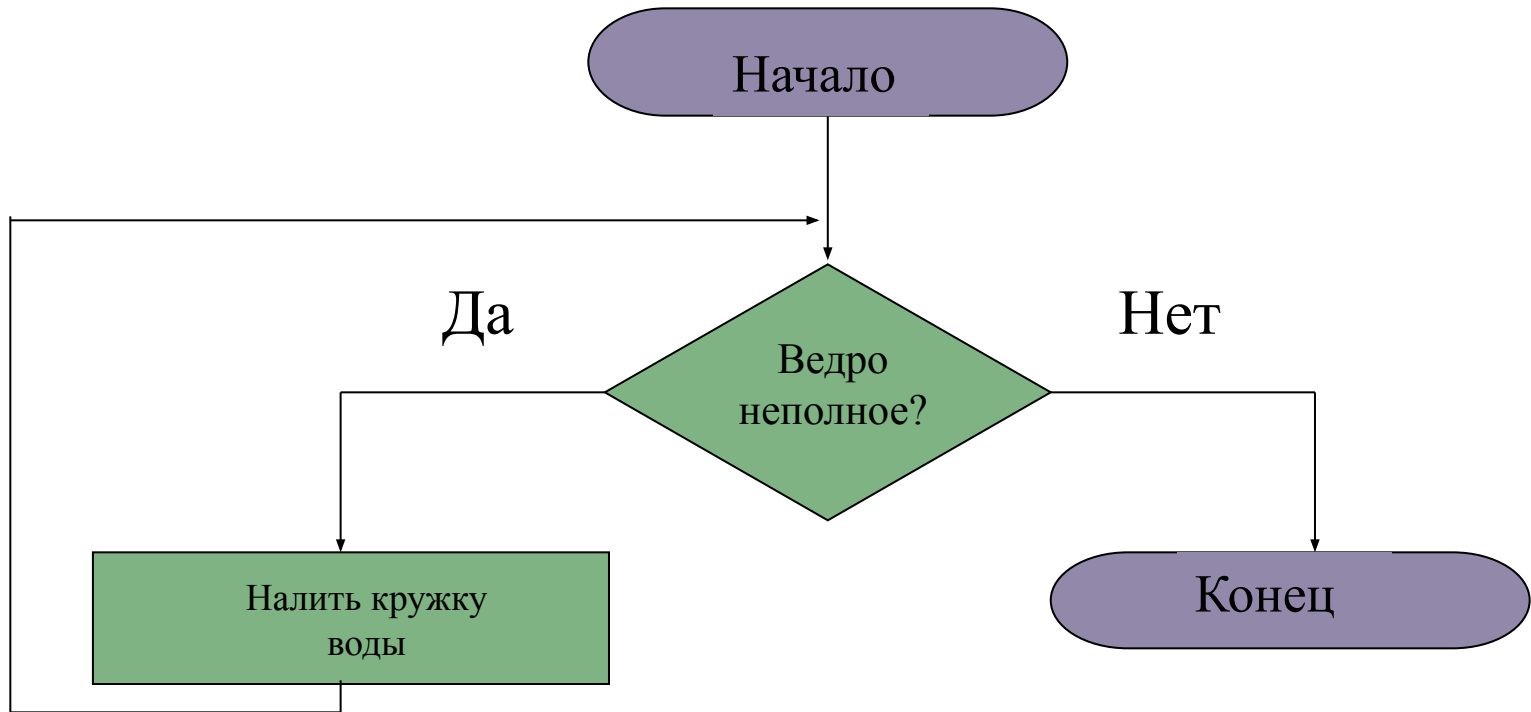 Начало
Да
Нет
Ведро
неполное?
Налить кружку
воды
Конец